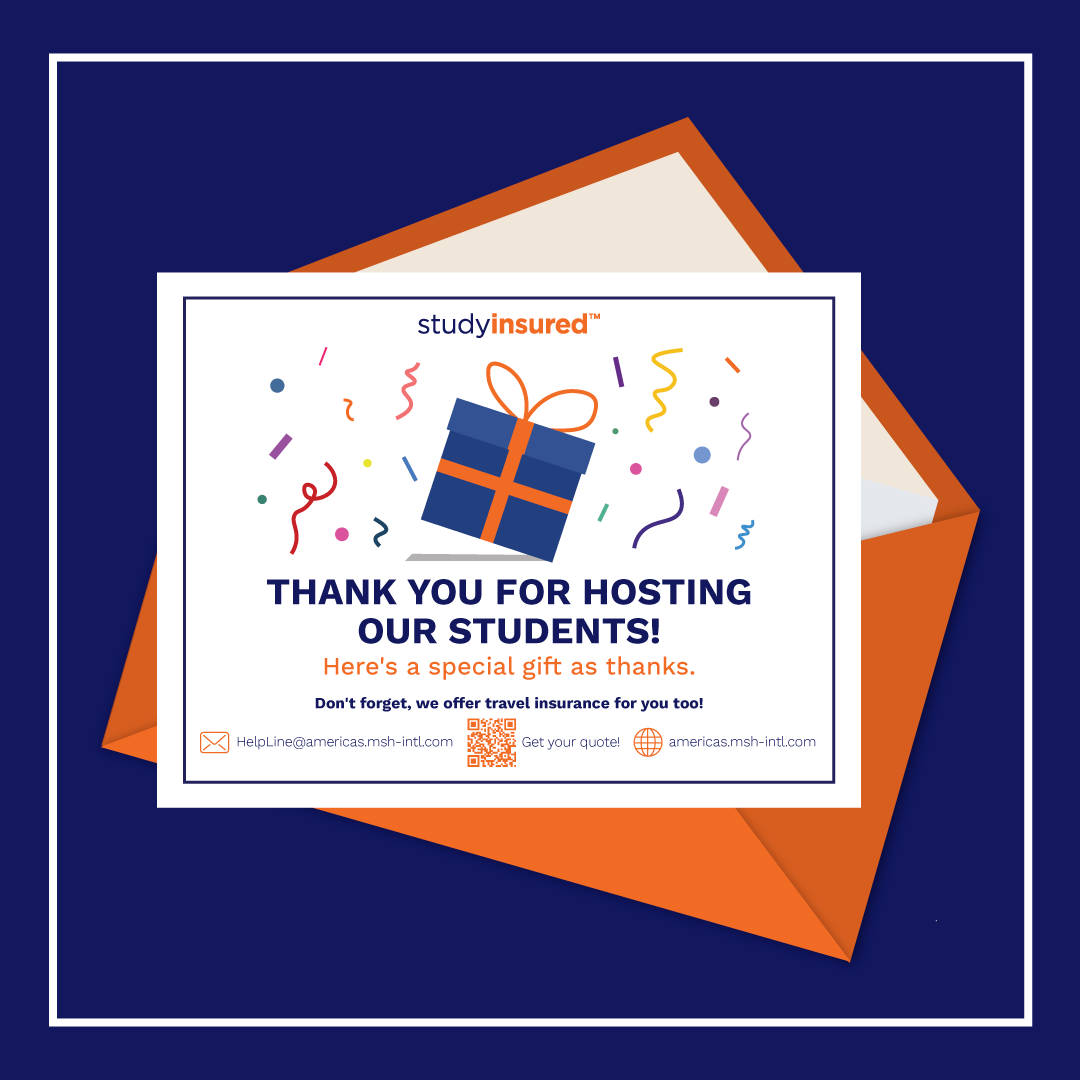 studyinsured™
THANK YOU FOR HOSTING
OUR STUDENTS!
Here's a special gift as thanks.
Don't forget, we offer travel insurance for you too!
HelpLine@americas.msh-intl.com
Get your quote!
americas.msh-intl.com